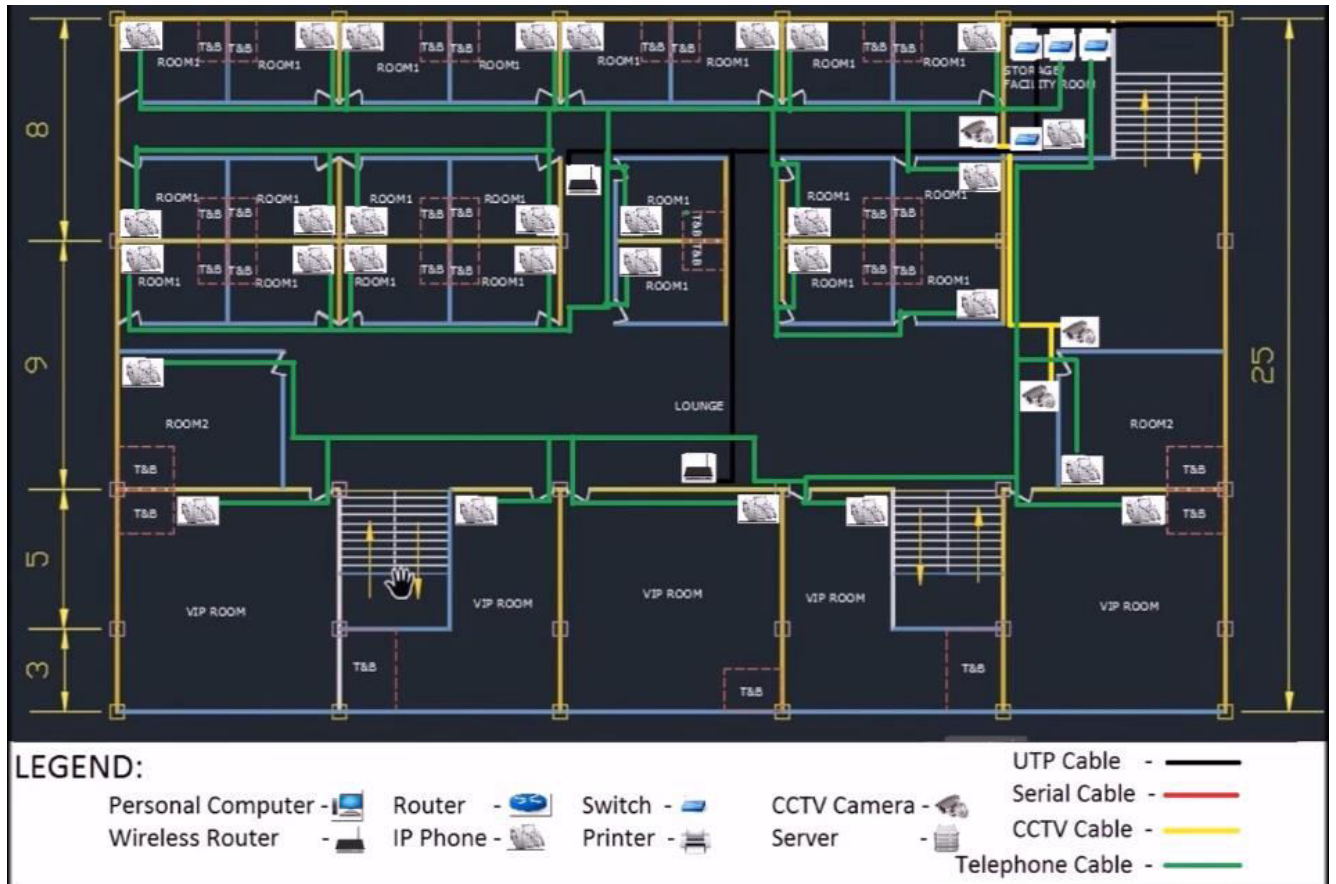 T&B T&B T&B T&B T&B T&B T&B T&B
ROOM1 ROOM1 ROOM1 ROOM1 ROOM1 ROOM1 ROOM1 ROOM1
STORAGE/
FACILITY ROOM
8
ROOM1 ROOM1 ROOM1 ROOM1 ROOM1 ROOM1 ROOM1
T&B T&B T&B T&B T&B T&B T&B
T&B T&B T&B T&B T&B T&B T&B
ROOM1 ROOM1 ROOM1 ROOM1 ROOM1 ROOM1 ROOM1
9
25
LOUNGE
ROOM2 ROOM2
T&B T&B
T&B T&B
5
VIP ROOM VIP ROOM VIP ROOM VIP ROOM VIP ROOM
3
T&B T&B T&B
LEGEND:
Personal Computer - Router - Switch - CCTV Camera -
Wireless Router - IP Phone - Printer - Server -
UTP Cable -
Serial Cable -
CCTV Cable -
Telephone Cable -